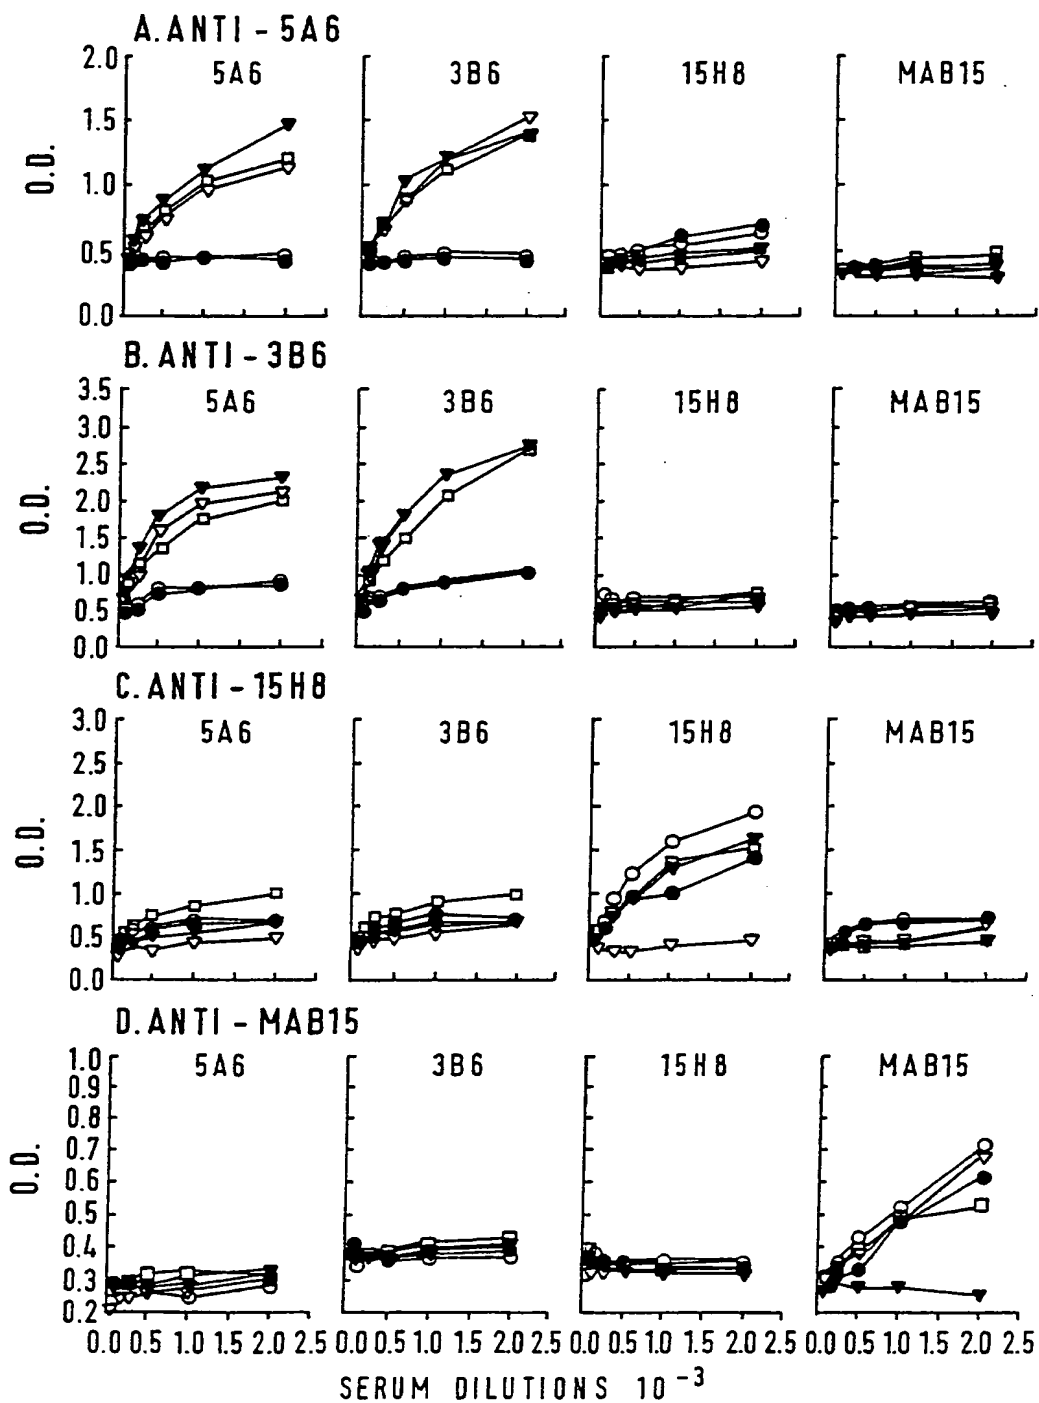 A. ANTI - 5A6
5A6 3B6 15H8 MAB15
2.0
1.5
1.0
0.5
0.0
O.D.
B. ANTI - 3B6
5A6 3B6 15H8 MAB15
3.5
3.0
2.5
2.0
1.5
1.0
0.5
0.0
O.D.
C. ANTI - 15H8
5A6 3B6 15H8 MAB15
3.0
2.5
2.0
1.5
1.0
0.5
0.0
O.D.
D. ANTI - MAB15
5A6 3B6 15H8 MAB15
1.0
0.9
0.8
0.7
0.6
0.5
0.4
0.3
0.2
O.D.
0.0 0.5 1.0 1.5 2.0 2.5 0.0 0.5 1.0 1.5 2.0 2.5 0.0 0.5 1.0 1.5 2.0 2.5 0.0 0.5 1.0 1.5 2.0 2.5
SERUM DILUTIONS 10⁻³